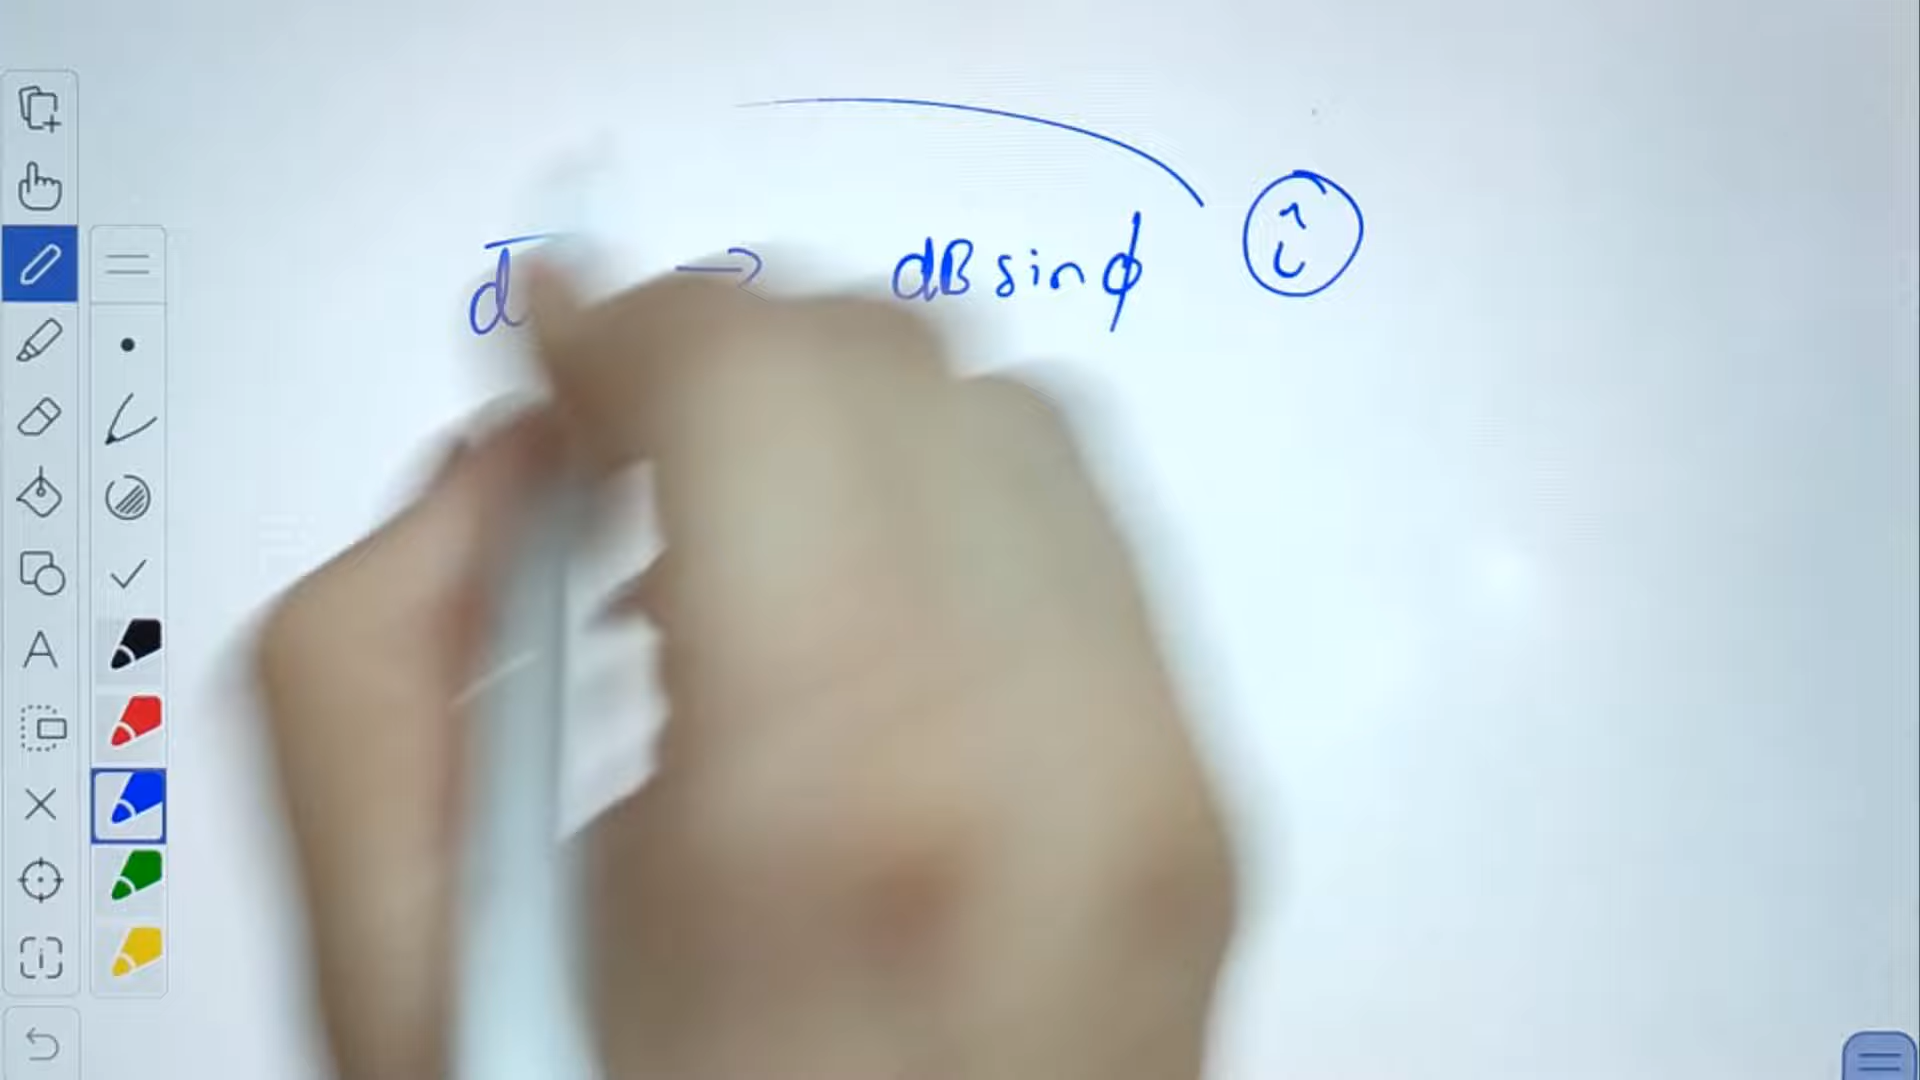 d → dB sin ϕ î